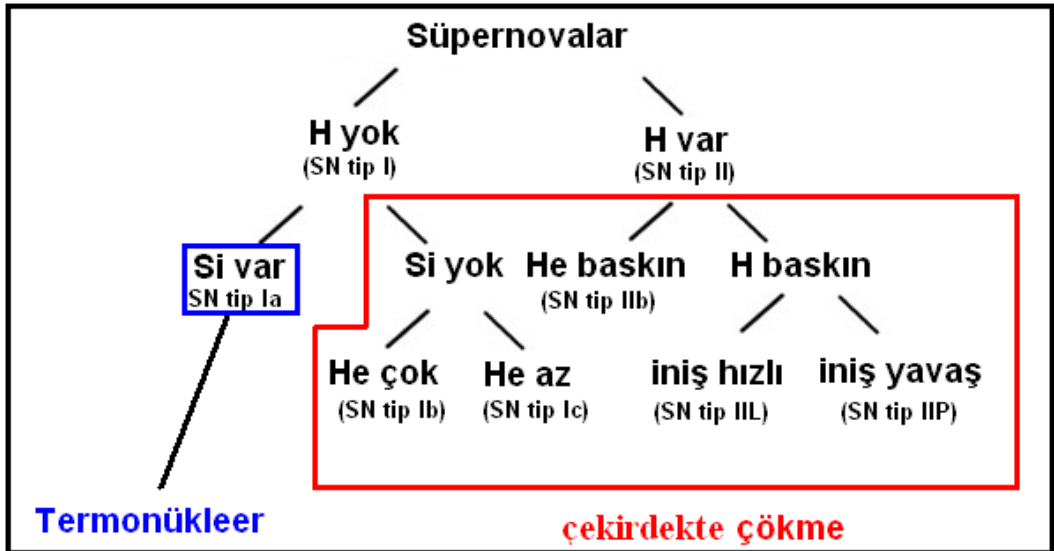 Süpernovalar
H yok
(SN tip I)
H var
(SN tip II)
Si var
SN tip Ia
Si yok
He baskın
(SN tip IIb)
H baskın
He çok
(SN tip Ib)
He az
(SN tip Ic)
iniş hızlı
(SN tip IIL)
iniş yavaş
(SN tip IIP)
Termonükleer
çekirdekte çökme